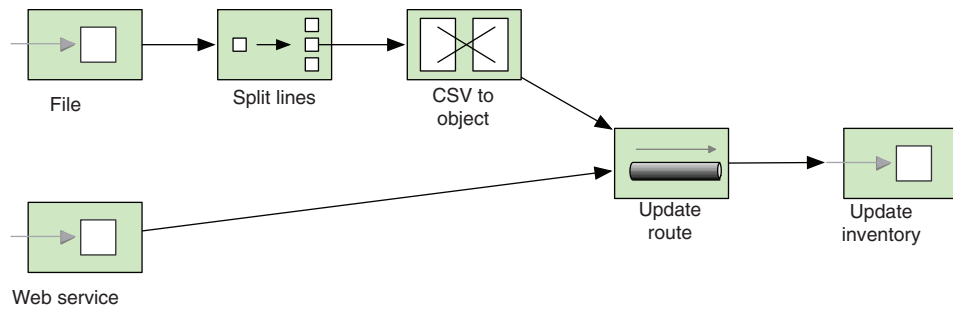 File
Split lines
CSV to
object
Update
route
Update
inventory
Web service